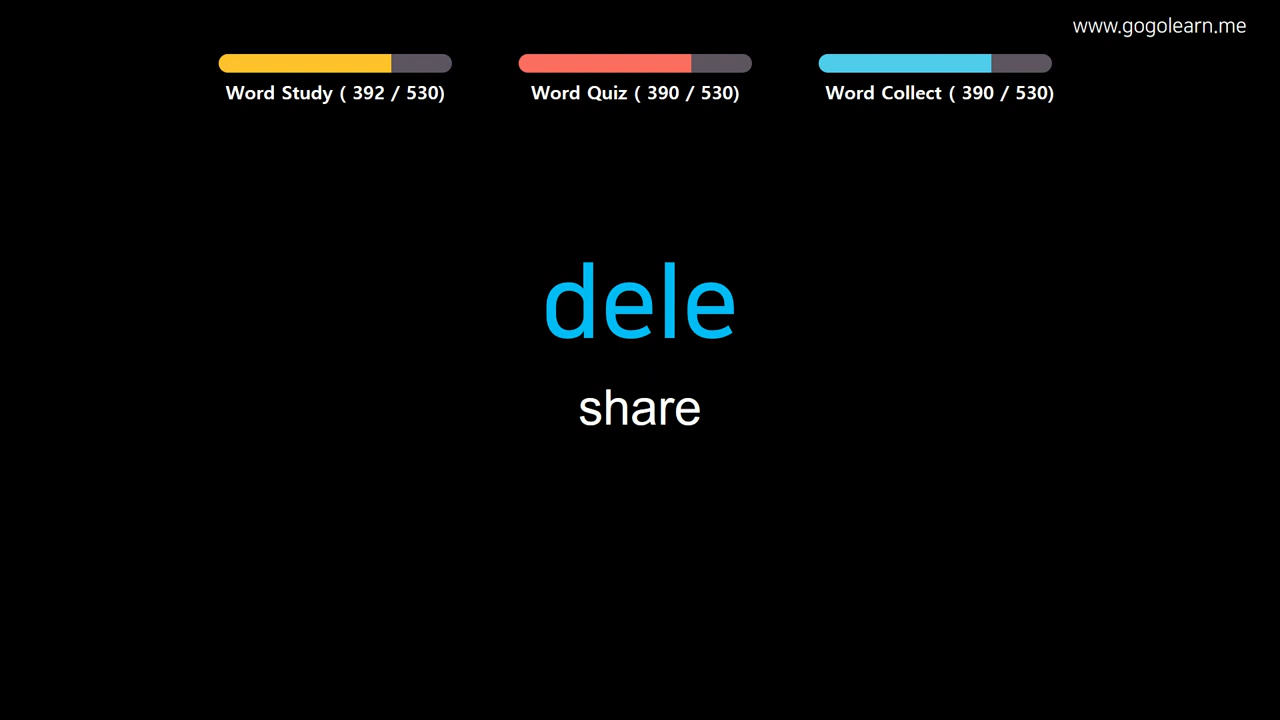 www.gogolearn.me
Word Study ( 392 / 530)
Word Quiz ( 390 / 530)
Word Collect ( 390 / 530)
dele
share